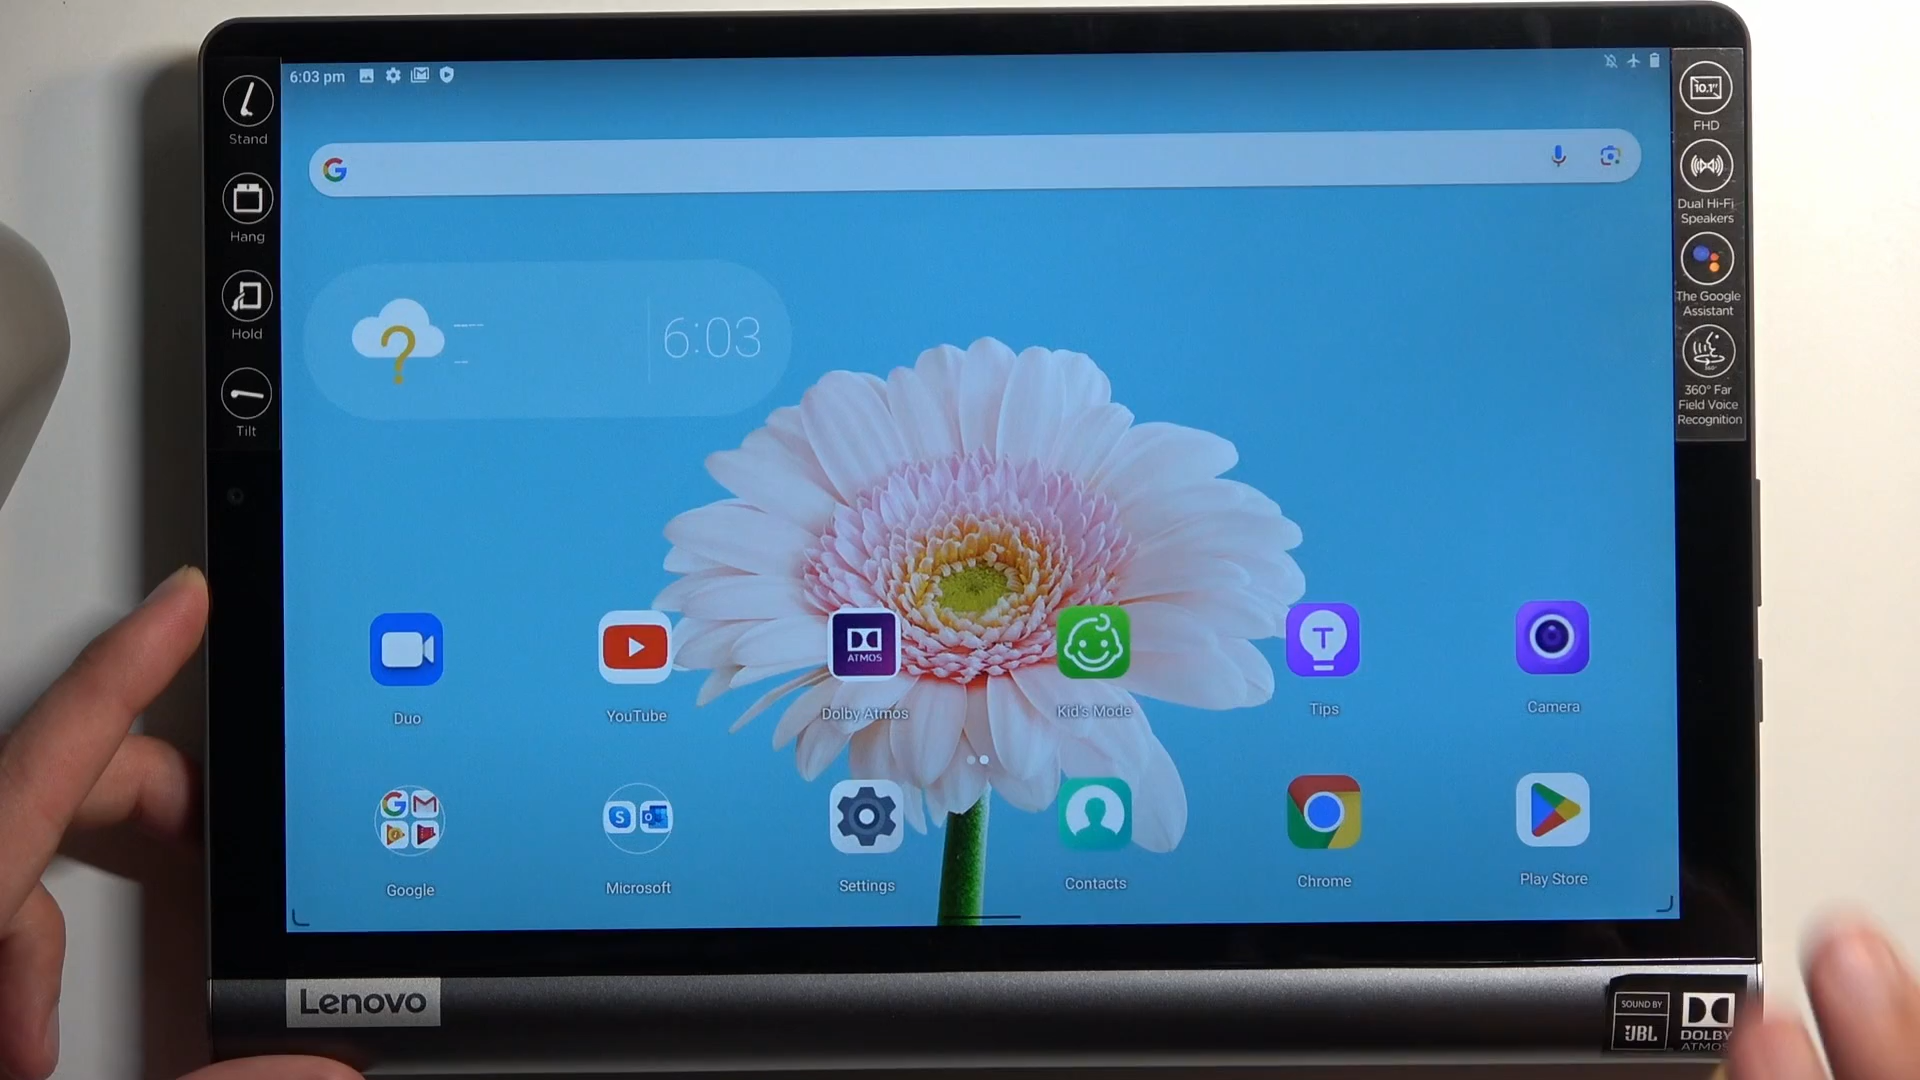 6:03 pm
Stand
Hang
Hold
Tilt
10.1"
FHD
Dual Hi-Fi
Speakers
The Google
Assistant
360°
360° Far
Field Voice
Recognition
6:03
ATMOS
T
Duo
YouTube
Dolby Atmos
Kid's Mode
Tips
Camera
Google
Microsoft
Settings
Contacts
Chrome
Play Store
Lenovo
SOUND BY
JBL
DOLBY
ATMOS